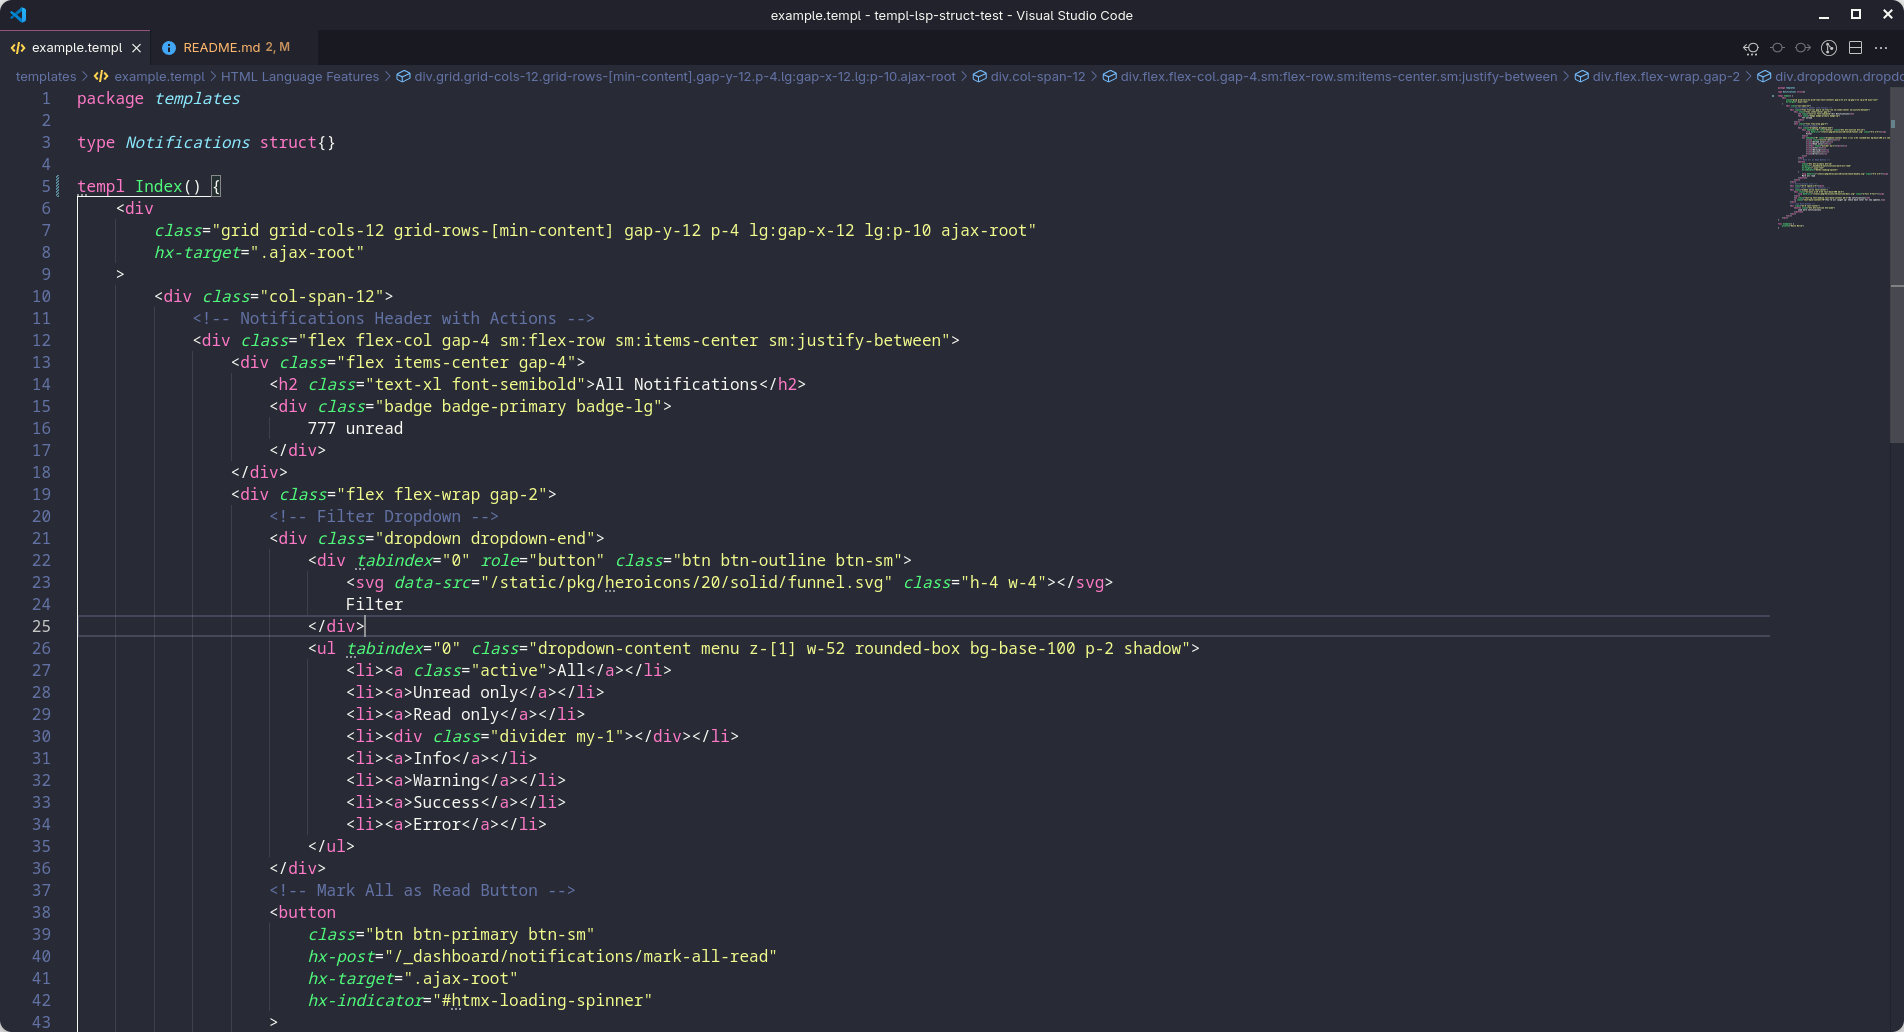 example.templ - templ-lsp-struct-test - Visual Studio Code
example.templ
README.md 2, M
templates > example.templ > HTML Language Features > div.grid.grid-cols-12.grid-rows-[min-content].gap-y-12.p-4.lg:gap-x-12.lg:p-10.ajax-root > div.col-span-12 > div.flex.flex-col.gap-4.sm:flex-row.sm:items-center.sm:justify-between > div.flex.flex-wrap.gap-2 > div.dropdown.dropdo
1 package templates
2
3 type Notifications struct{}
4
5 templ Index() {
6 <div
7 class="grid grid-cols-12 grid-rows-[min-content] gap-y-12 p-4 lg:gap-x-12 lg:p-10 ajax-root"
8 hx-target=".ajax-root"
9 >
10 <div class="col-span-12">
11 <!-- Notifications Header with Actions -->
12 <div class="flex flex-col gap-4 sm:flex-row sm:items-center sm:justify-between">
13 <div class="flex items-center gap-4">
14 <h2 class="text-xl font-semibold">All Notifications</h2>
15 <div class="badge badge-primary badge-lg">
16 777 unread
17 </div>
18 </div>
19 <div class="flex flex-wrap gap-2">
20 <!-- Filter Dropdown -->
21 <div class="dropdown dropdown-end">
22 <div tabindex="0" role="button" class="btn btn-outline btn-sm">
23 <svg data-src="/static/pkg/heroicons/20/solid/funnel.svg" class="h-4 w-4"></svg>
24 Filter
25 </div>
26 <ul tabindex="0" class="dropdown-content menu z-[1] w-52 rounded-box bg-base-100 p-2 shadow">
27 <li><a class="active">All</a></li>
28 <li><a>Unread only</a></li>
29 <li><a>Read only</a></li>
30 <li><div class="divider my-1"></div></li>
31 <li><a>Info</a></li>
32 <li><a>Warning</a></li>
33 <li><a>Success</a></li>
34 <li><a>Error</a></li>
35 </ul>
36 </div>
37 <!-- Mark All as Read Button -->
38 <button
39 class="btn btn-primary btn-sm"
40 hx-post="/_dashboard/notifications/mark-all-read"
41 hx-target=".ajax-root"
42 hx-indicator="#htmx-loading-spinner"
43 >